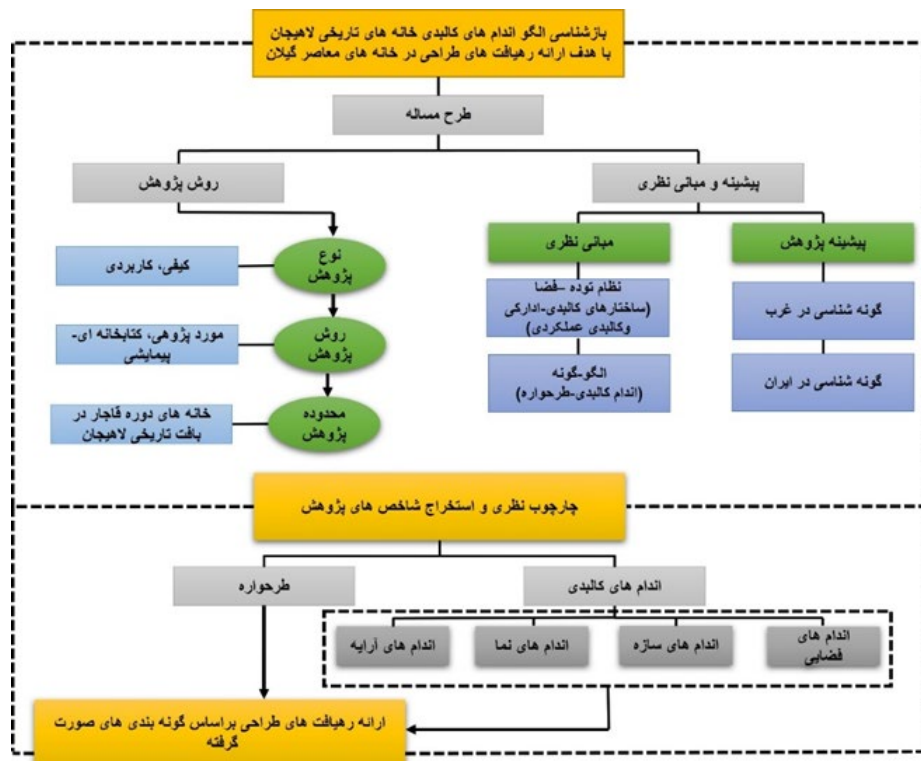 بازشناسی الگو اندام های کالبدی خانه های تاریخی لاهیجان
با هدف ارائه رهیافت های طراحی در خانه های معاصر گیلان
طرح مساله
پیشینه و مبانی نظری
روش پژوهش
پیشینه پژوهش
مبانی نظری
نوع
پژوهش
کیفی، کاربردی
گونه شناسی در غرب
نظام توده –فضا
(ساختارهای کالبدی-ادارکی
وکالبدی عملکردی)
روش
پژوهش
مورد پژوهی، کتابخانه ای-
پیمایشی
گونه شناسی در ایران
الگو-گونه
(اندام کالبدی-طرحواره)
محدوده
پژوهش
خانه های دوره قاجار در
بافت تاریخی لاهیجان
چارچوب نظری و استخراج شاخص های پژوهش
اندام های کالبدی
طرحواره
اندام های
فضایی
اندام های سازه
اندام های نما
اندام های آرایه
ارائه رهیافت های طراحی براساس گونه بندی های صورت
گرفته